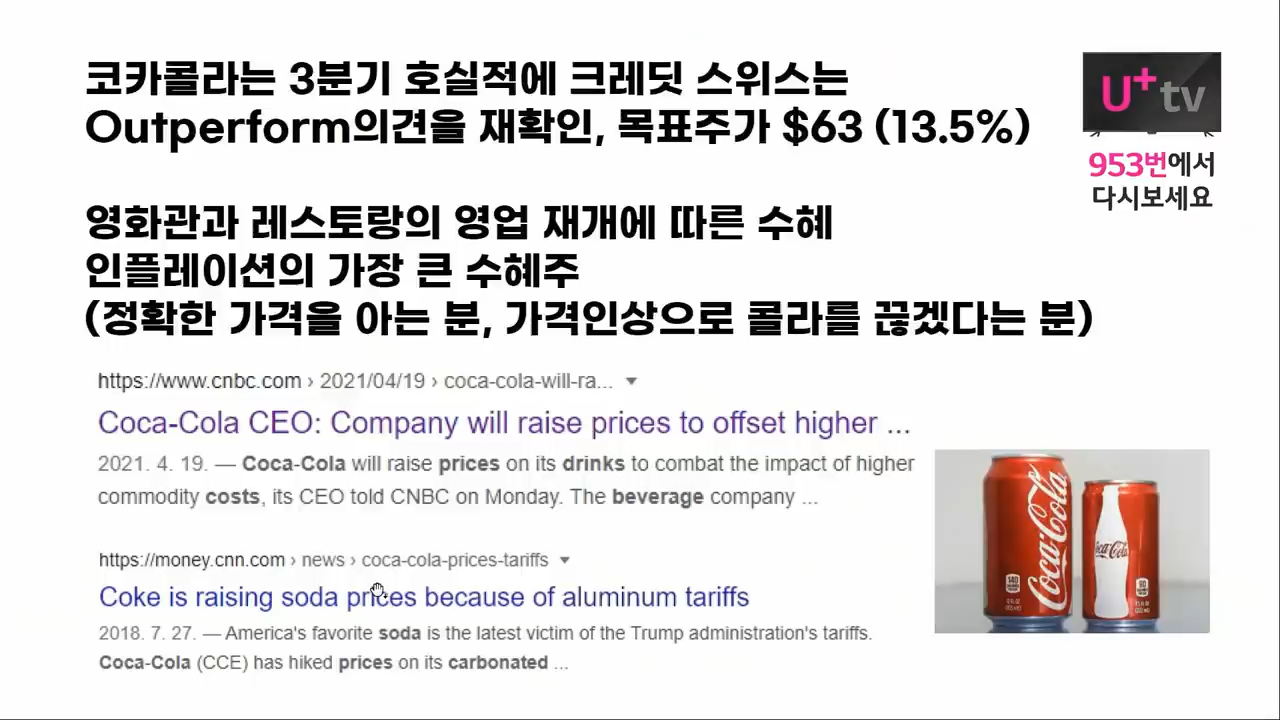 코카콜라는 3분기 호실적에 크레딧 스위스는
Outperform의견을 재확인, 목표주가 $63 (13.5%)
U+tv
953번에서
다시보세요
영화관과 레스토랑의 영업 재개에 따른 수혜
인플레이션의 가장 큰 수혜주
(정확한 가격을 아는 분, 가격인상으로 콜라를 끊겠다는 분)
https://www.cnbc.com › 2021/04/19 › coca-cola-will-ra...
Coca-Cola CEO: Company will raise prices to offset higher ...
2021. 4. 19. — Coca-Cola will raise prices on its drinks to combat the impact of higher
commodity costs, its CEO told CNBC on Monday. The beverage company ...
https://money.cnn.com › news › coca-cola-prices-tariffs
Coke is raising soda prices because of aluminum tariffs
2018. 7. 27. — America's favorite soda is the latest victim of the Trump administration's tariffs.
Coca-Cola (CCE) has hiked prices on its carbonated ...
Coca-Cola
140
Coca-Cola
90